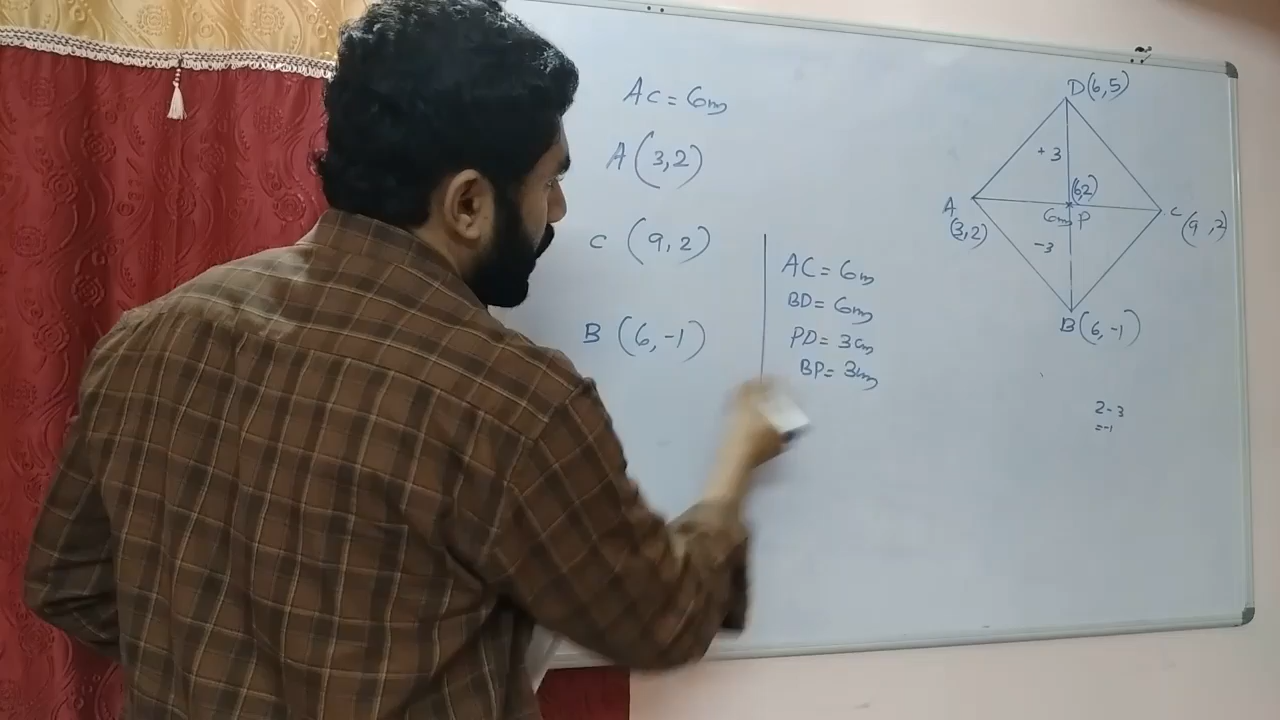 AC = 6cm
A (3,2)
C (9,2)
B (6,-1)
AC = 6cm
BD = 6cm
PD = 3cm
BP = 3cm
D(6,5)
+3
(6,2)
A
C
6cm P
(3,2)
(9,2)
-3
B(6,-1)
2-3
=-1